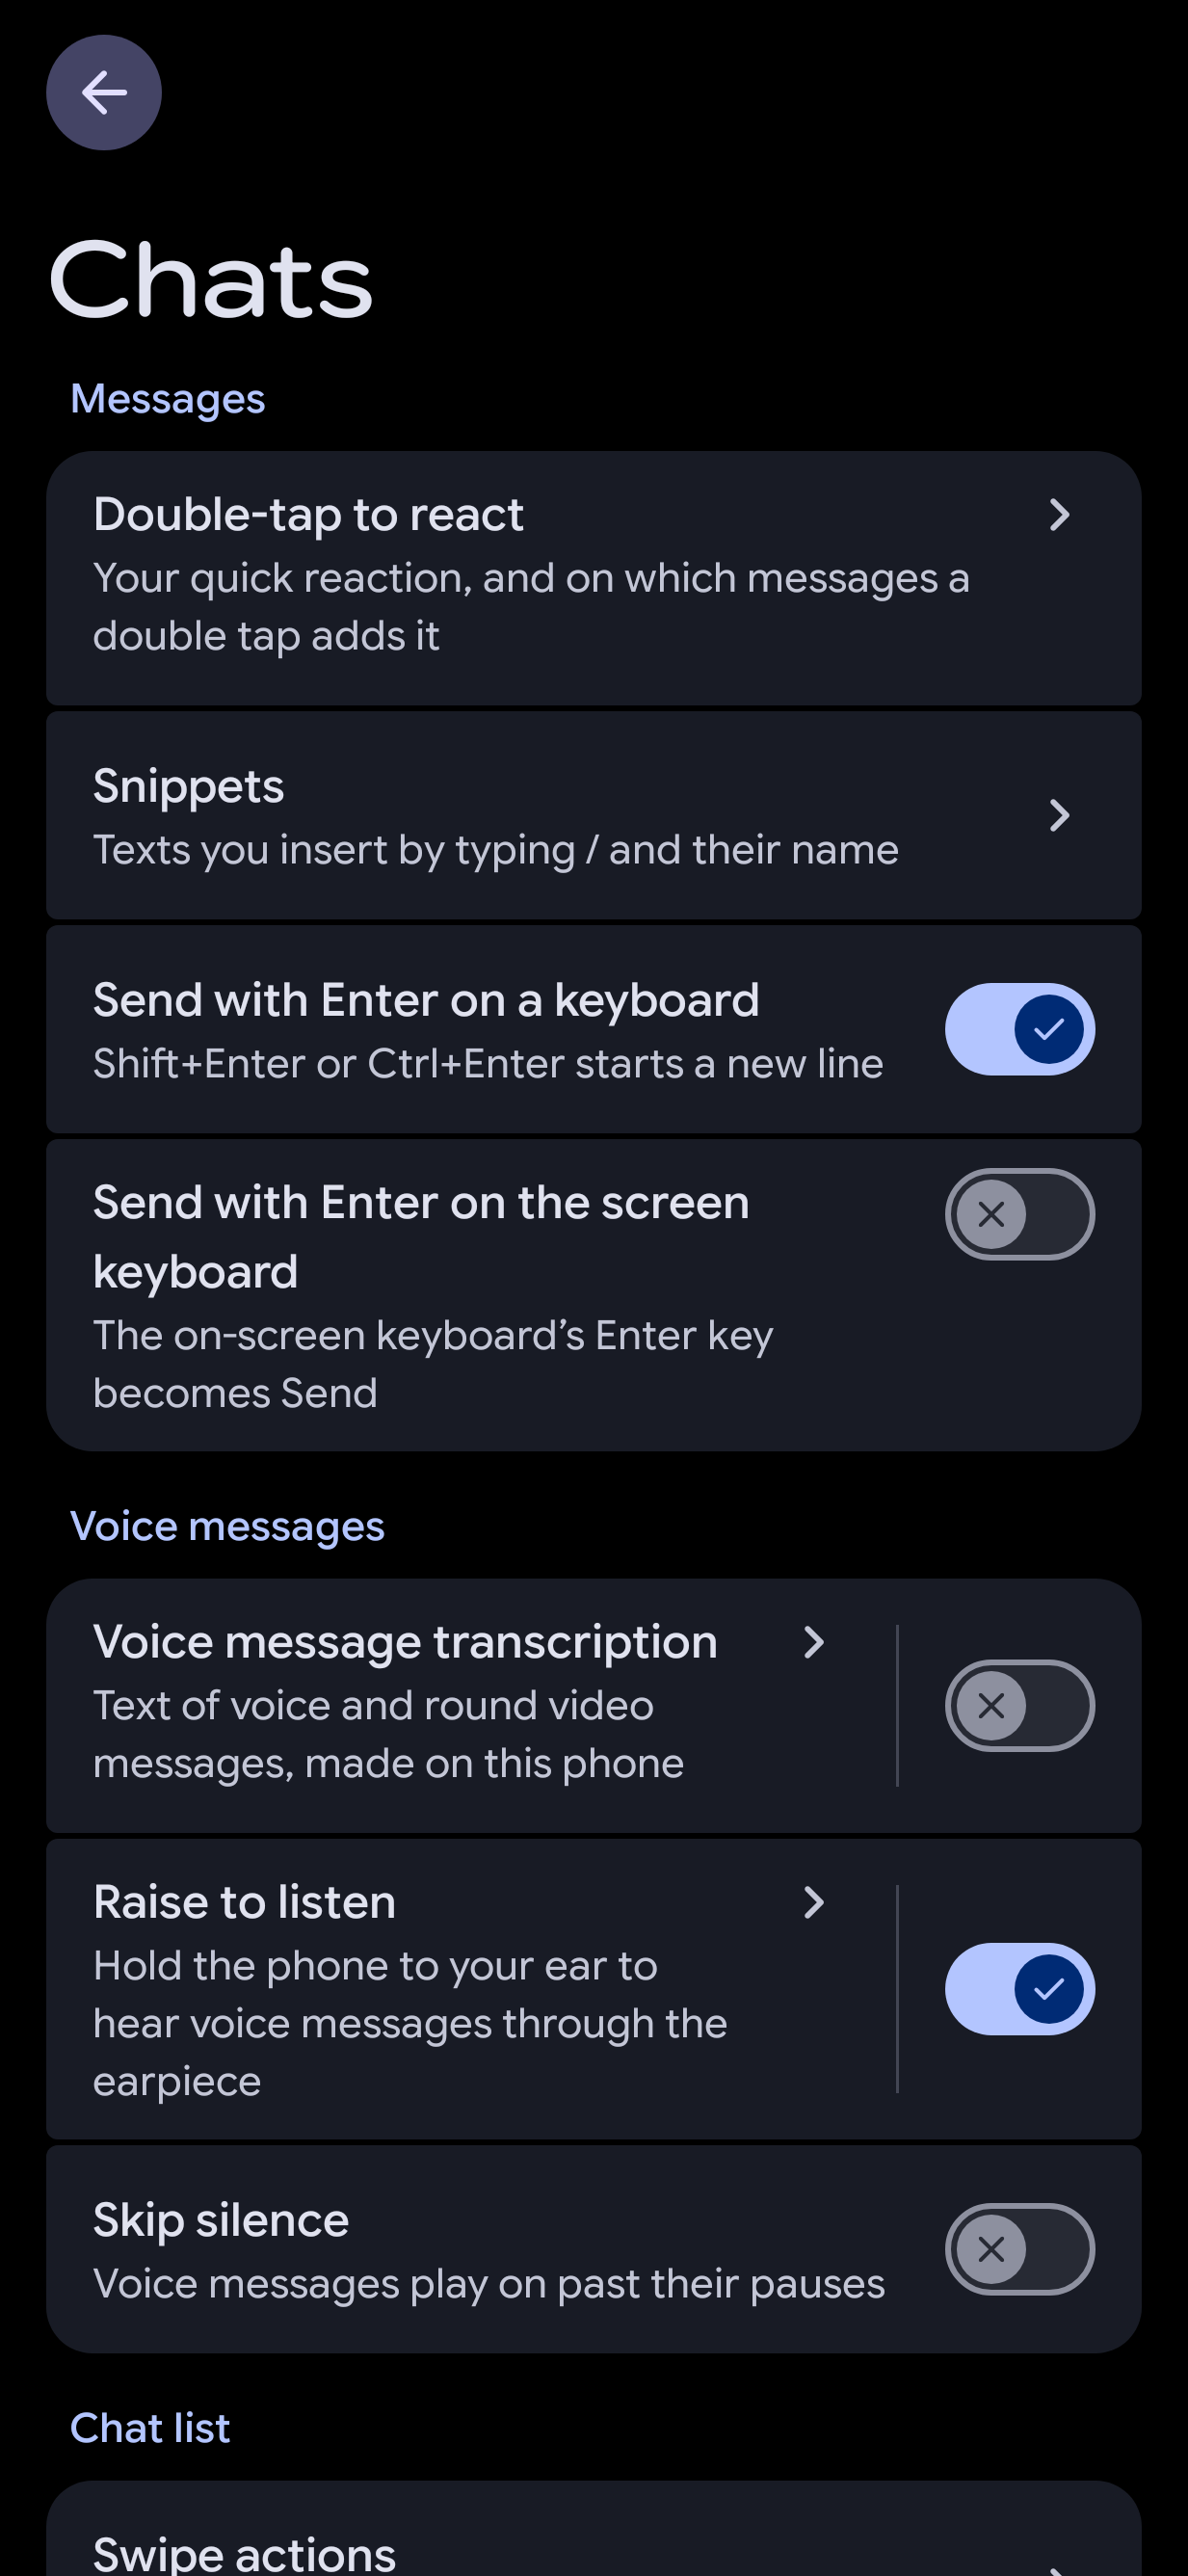 Chats
Messages
Double-tap to react
Your quick reaction, and on which messages a
double tap adds it
Snippets
Texts you insert by typing / and their name
Send with Enter on a keyboard
Shift+Enter or Ctrl+Enter starts a new line
Send with Enter on the screen
keyboard
The on-screen keyboard’s Enter key
becomes Send
Voice messages
Voice message transcription
Text of voice and round video
messages, made on this phone
Raise to listen
Hold the phone to your ear to
hear voice messages through the
earpiece
Skip silence
Voice messages play on past their pauses
Chat list
Swipe actions